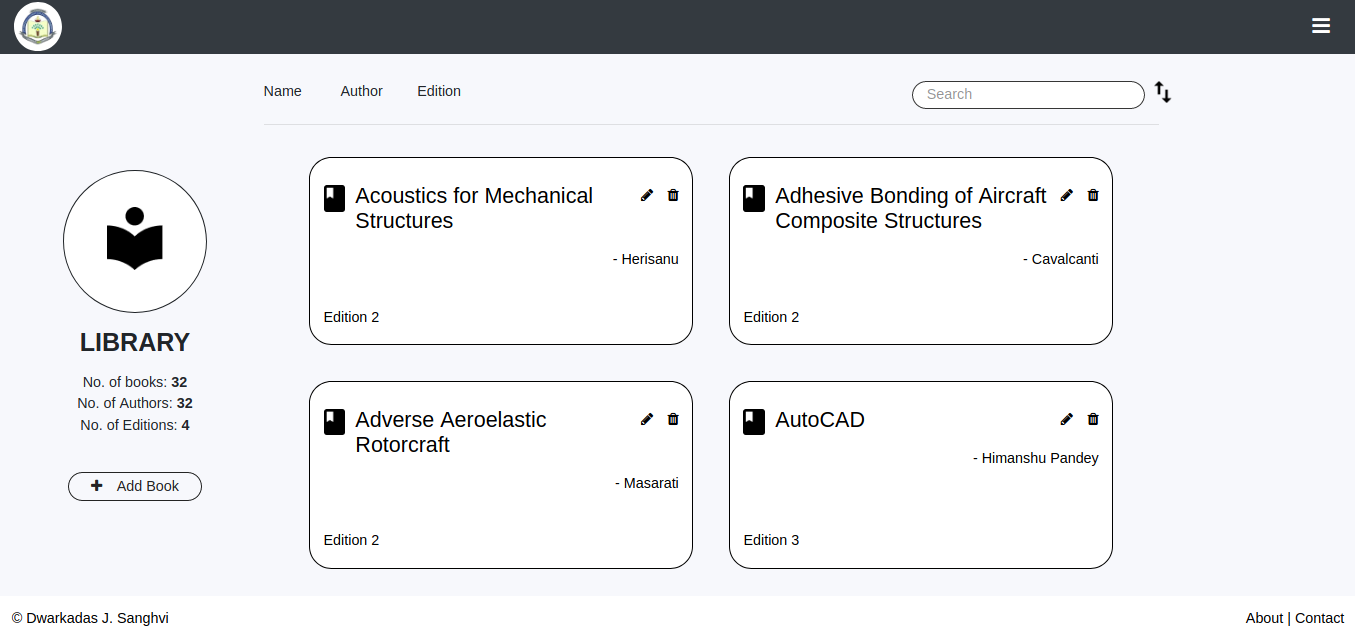 Name Author Edition Search
Acoustics for Mechanical
Structures
- Herisanu
Edition 2
Adhesive Bonding of Aircraft
Composite Structures
- Cavalcanti
Edition 2
LIBRARY
No. of books: 32
No. of Authors: 32
No. of Editions: 4
Add Book
Adverse Aeroelastic
Rotorcraft
- Masarati
Edition 2
AutoCAD
- Himanshu Pandey
Edition 3
© Dwarkadas J. Sanghvi
About | Contact